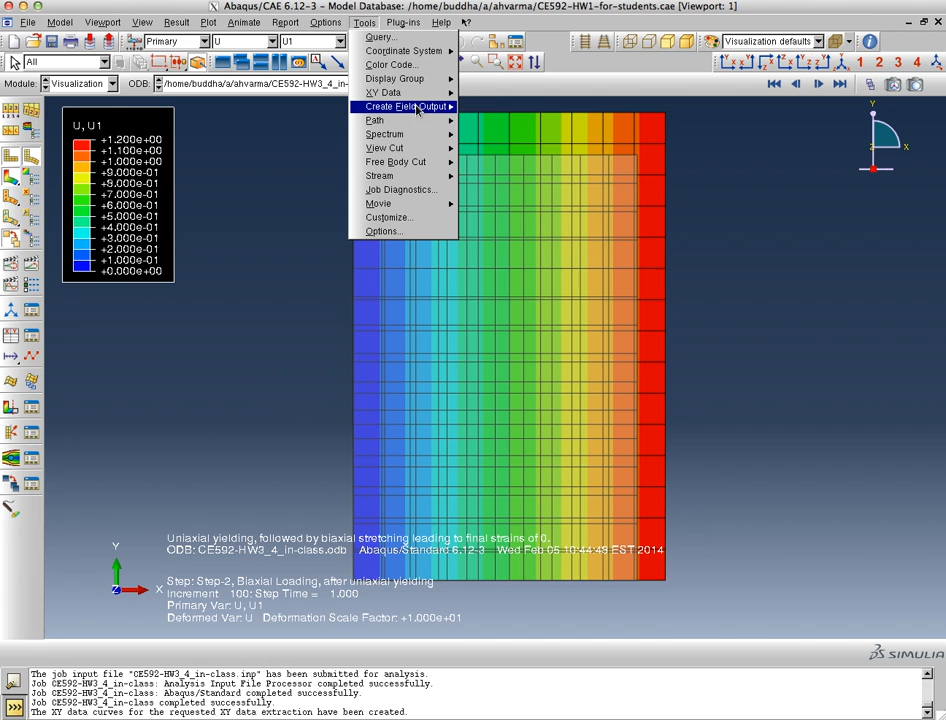 Abaqus/CAE 6.12-3 - Model Database: /home/buddha/a/ahvarma/CE592-HW1-for-students.cae [Viewport: 1]
File Model Viewport View Result Plot Animate Report Options Tools Plug-ins Help
Primary U U1 Visualization defaults
All 1 2 3 4
Module: Visualization ODB: /home/buddha/a/ahvarma/CE592-HW3_4_in-
Query...
Coordinate System
Color Code...
Display Group
XY Data
Create Field Output
Path
Spectrum
View Cut
Free Body Cut
Stream
Job Diagnostics...
Movie
Customize...
Options...
U, U1
+1.200e+00
+1.100e+00
+1.000e+00
+9.000e-01
+8.000e-01
+7.000e-01
+6.000e-01
+5.000e-01
+4.000e-01
+3.000e-01
+2.000e-01
+1.000e-01
+0.000e+00
Y
Z X
Uniaxial yielding, followed by biaxial stretching leading to final strains of 0.
ODB: CE592-HW3_4_in-class.odb Abaqus/Standard 6.12-3 Wed Feb 05 10:44:48 EST 2014
Y
Z X
Step: Step-2, Biaxial Loading, after uniaxial yielding
Increment 100: Step Time = 1.000
Primary Var: U, U1
Deformed Var: U Deformation Scale Factor: +1.000e+01
SIMULIA
The job input file "CE592-HW3_4_in-class.inp" has been submitted for analysis.
Job CE592-HW3_4_in-class: Analysis Input File Processor completed successfully.
Job CE592-HW3_4_in-class: Abaqus/Standard completed successfully.
Job CE592-HW3_4_in-class completed successfully.
The XY data curves for the requested XY data extraction have been created.
>>>